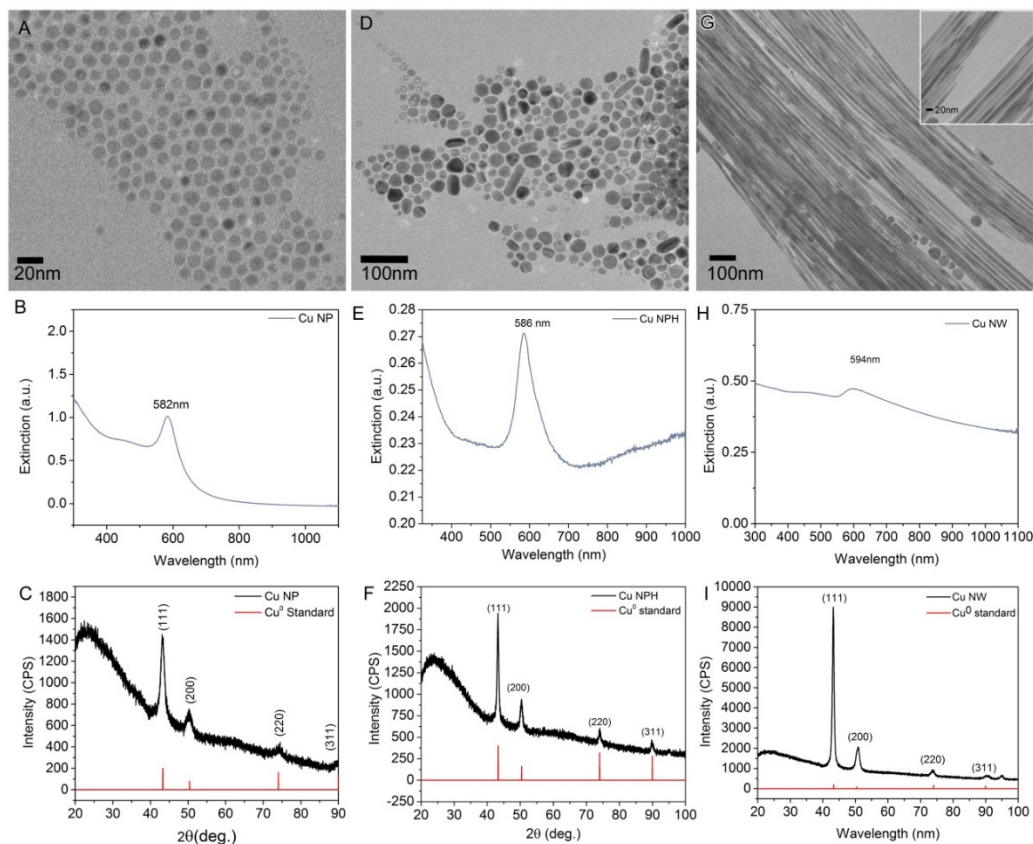 A
20nm
D
100nm
G
20nm
100nm
B
Cu NP
582nm
2.0
1.5
1.0
0.5
0.0
Extinction (a.u.)
400 600 800 1000
Wavelength (nm)
E
Cu NPH
586 nm
0.28
0.27
0.26
0.25
0.24
0.23
0.22
0.21
0.20
Extinction (a.u.)
400 500 600 700 800 900 1000
Wavelength (nm)
H
Cu NW
594nm
0.75
0.50
0.25
0.00
Extinction (a.u.)
300 400 500 600 700 800 900 1000 1100
Wavelength (nm)
C
Cu NP
Cu⁰ Standard
(111)
(200)
(220)
(311)
1800
1600
1400
1200
1000
800
600
400
200
0
Intensity (CPS)
20 30 40 50 60 70 80 90
2θ(deg.)
F
Cu NPH
Cu⁰ standard
(111)
(200)
(220)
(311)
2250
2000
1750
1500
1250
1000
750
500
250
0
-250
Intensity (CPS)
20 30 40 50 60 70 80 90 100
2θ (deg.)
I
Cu NW
Cu⁰ standard
(111)
(200)
(220)
(311)
10000
9000
8000
7000
6000
5000
4000
3000
2000
1000
0
Intensity (CPS)
20 30 40 50 60 70 80 90 100
Wavelength (nm)